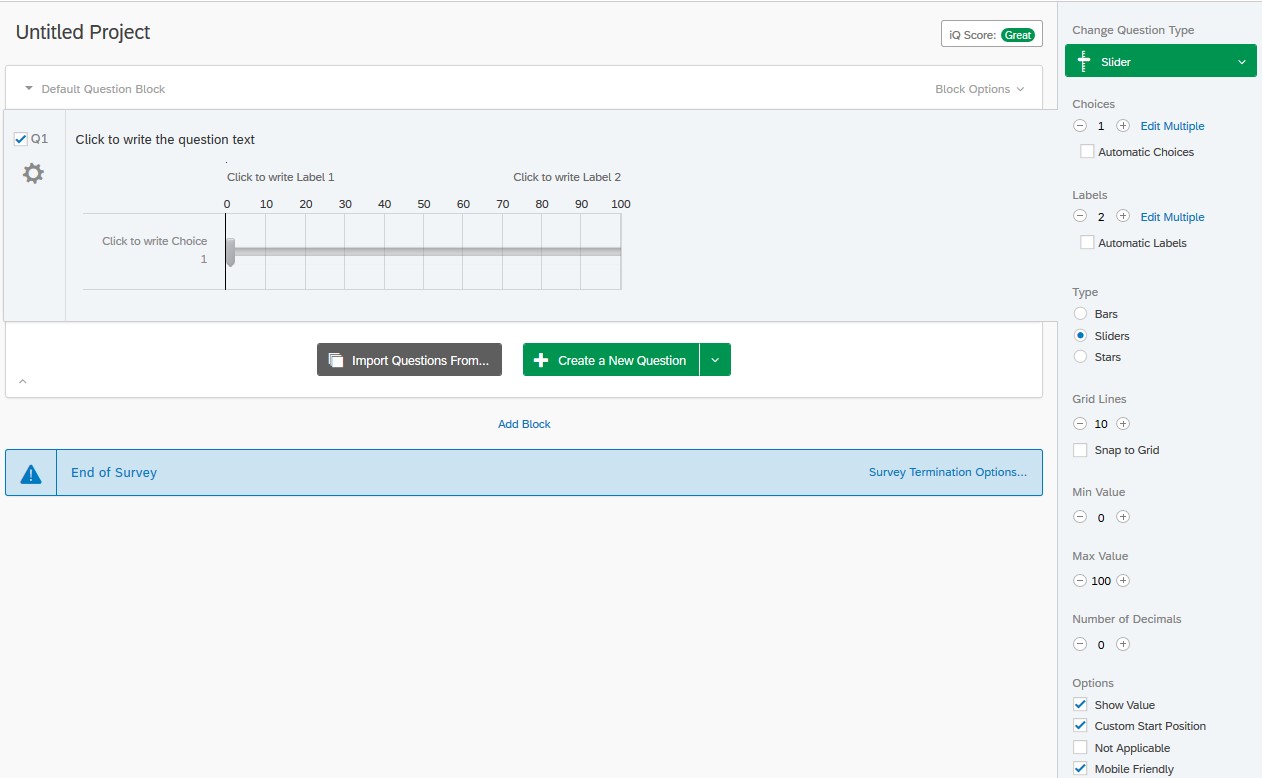 Untitled Project
iQ Score: Great
Default Question Block
Block Options
Q1
Click to write the question text
Click to write Label 1
Click to write Label 2
0 10 20 30 40 50 60 70 80 90 100
Click to write Choice
1
Import Questions From...
Create a New Question
Add Block
End of Survey
Survey Termination Options...
Change Question Type
Slider
Choices
1 Edit Multiple
Automatic Choices
Labels
2 Edit Multiple
Automatic Labels
Type
Bars
Sliders
Stars
Grid Lines
10
Snap to Grid
Min Value
0
Max Value
100
Number of Decimals
0
Options
Show Value
Custom Start Position
Not Applicable
Mobile Friendly